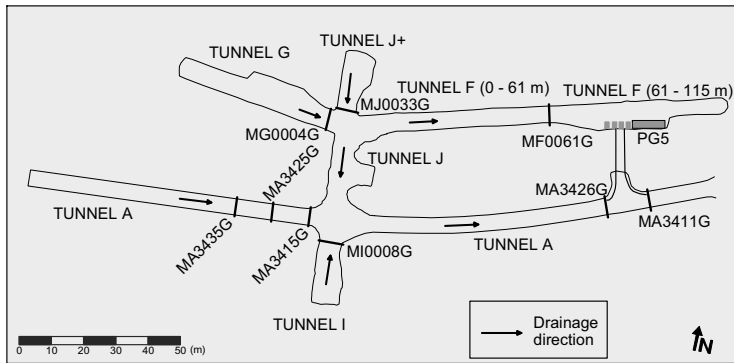 TUNNEL G
TUNNEL J+
TUNNEL F (0 - 61 m)
TUNNEL F (61 - 115 m)
MJ0033G
MG0004G
MF0061G
PG5
MA3425G
TUNNEL J
MA3426G
TUNNEL A
MA3435G
MA3415G
MI0008G
TUNNEL A
MA3411G
TUNNEL I
Drainage
direction
0 10 20 30 40 50 (m)
N